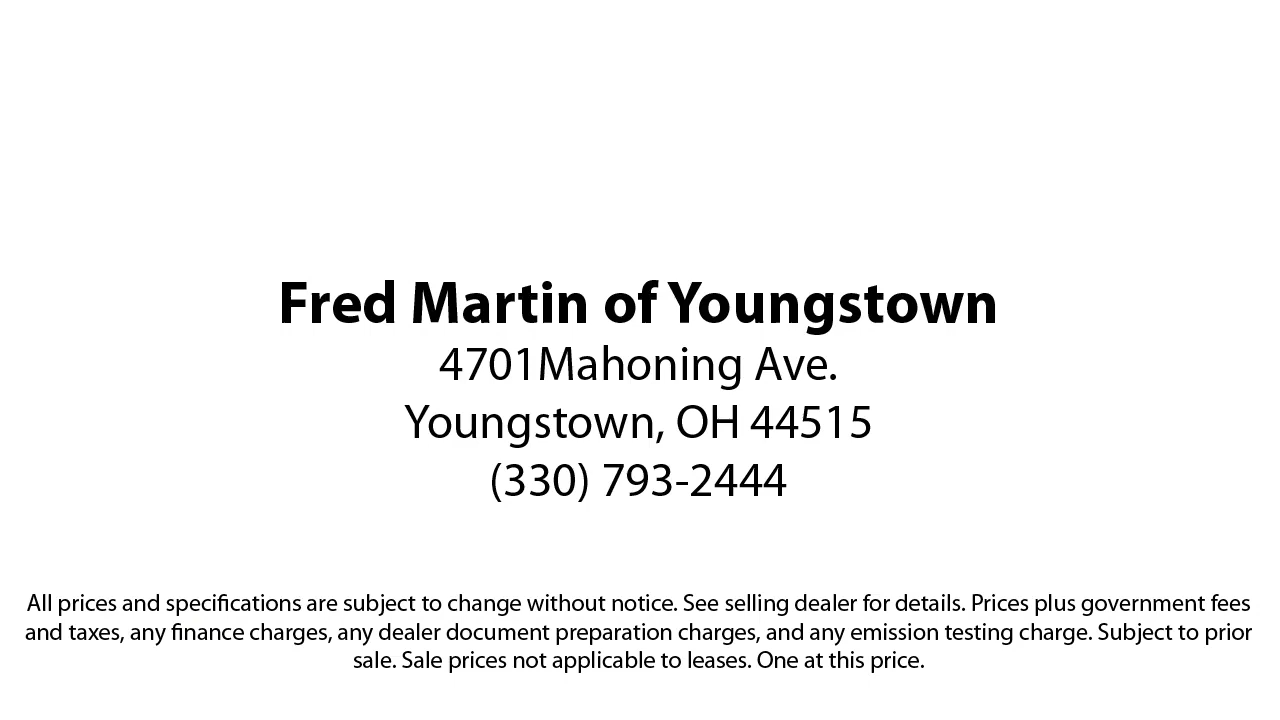 Fred Martin of Youngstown
4701Mahoning Ave.
Youngstown, OH 44515
(330) 793-2444
All prices and specifications are subject to change without notice. See selling dealer for details. Prices plus government fees
and taxes, any finance charges, any dealer document preparation charges, and any emission testing charge. Subject to prior
sale. Sale prices not applicable to leases. One at this price.